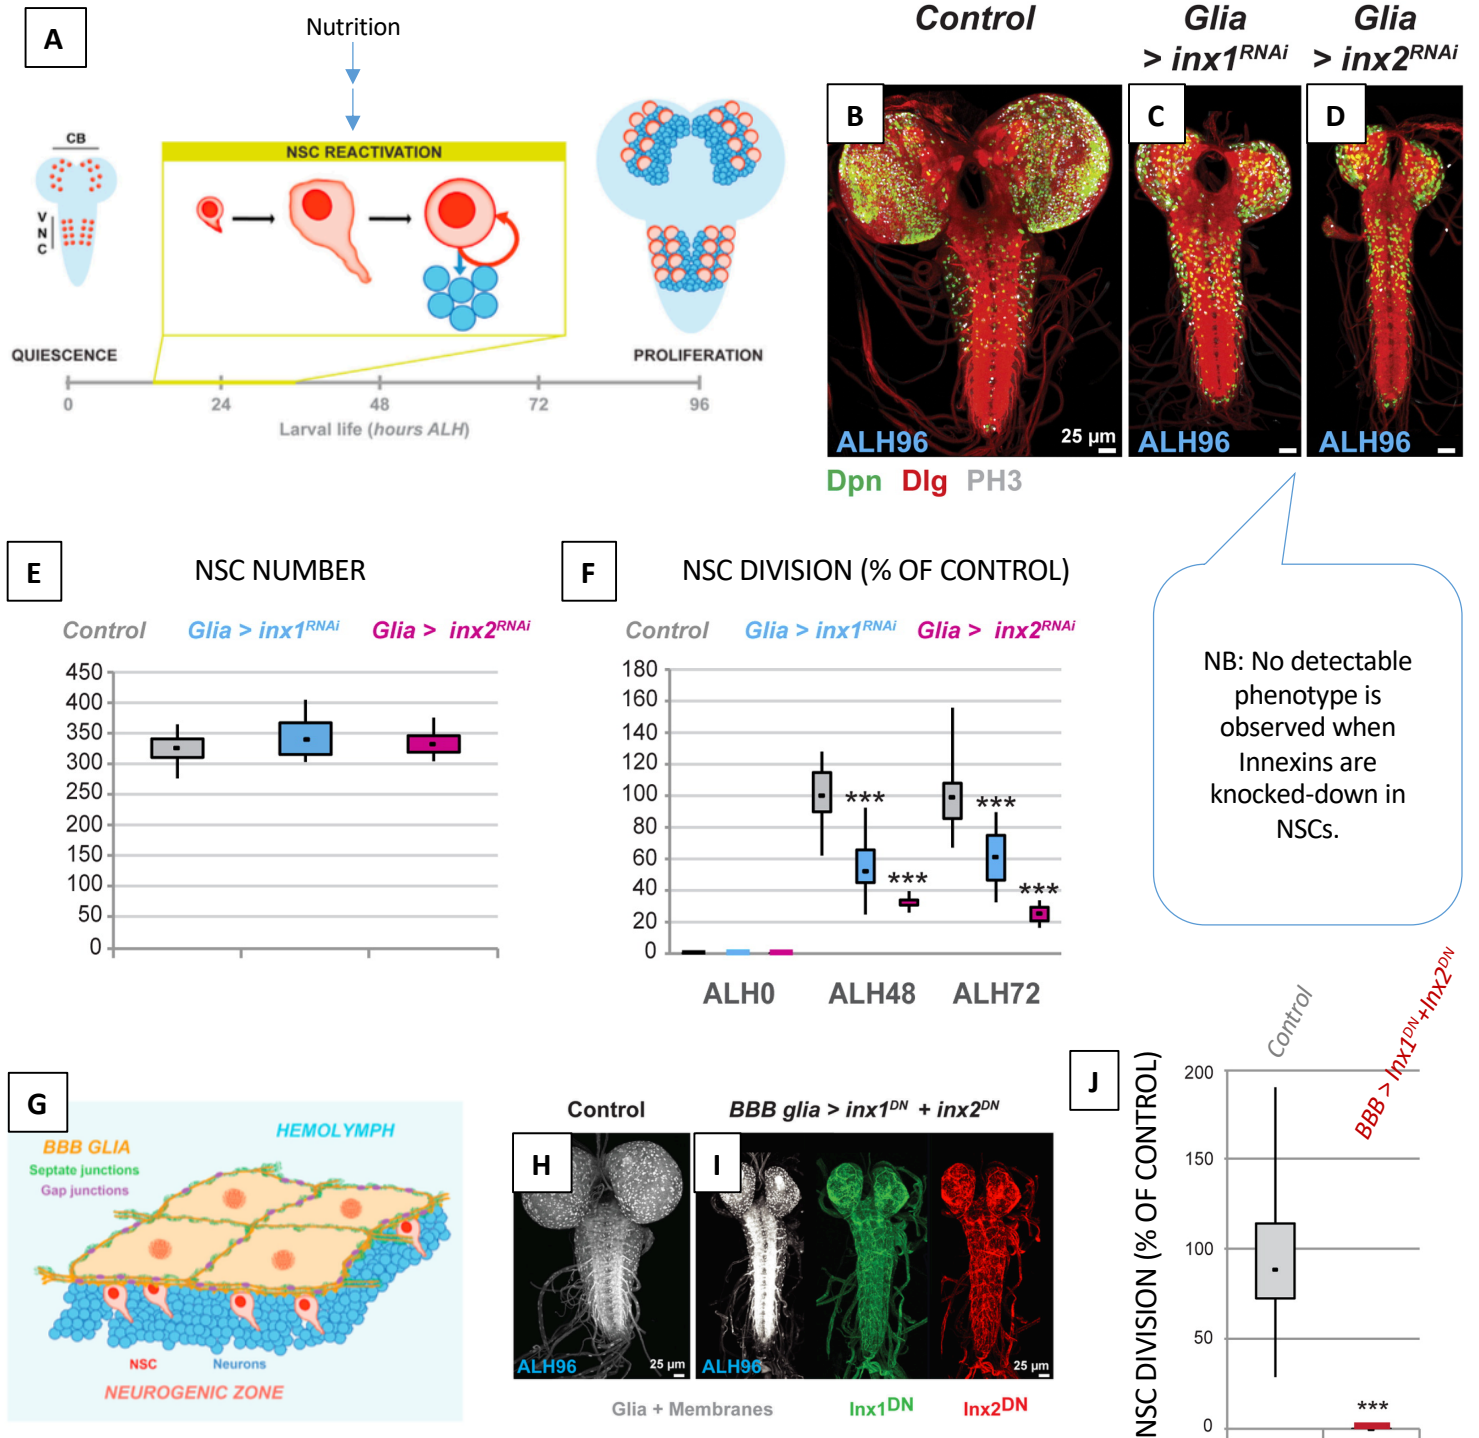 A
Nutrition
CB
V
N
C
NSC REACTIVATION
QUIESCENCE
PROLIFERATION
0
24
48
72
96
Larval life (hours ALH)
Control
Glia
> inx1RNAi
Glia
> inx2RNAi
B
C
D
ALH96
25 µm
ALH96
ALH96
Dpn Dlg PH3
NB: No detectable
phenotype is
observed when
Innexins are
knocked-down in
NSCs.
E
NSC NUMBER
Control Glia > inx1RNAi Glia > inx2RNAi
450
400
350
300
250
200
150
100
50
0
F
NSC DIVISION (% OF CONTROL)
Control Glia > inx1RNAi Glia > inx2RNAi
180
160
140
120
100
80
60
40
20
0
***
***
***
***
ALH0 ALH48 ALH72
G
HEMOLYMPH
BBB GLIA
Septate junctions
Gap junctions
NSC Neurons
NEUROGENIC ZONE
Control
BBB glia > inx1DN + inx2DN
H
I
ALH96
25 µm
ALH96
25 µm
Glia + Membranes
Inx1DN
Inx2DN
J
NSC DIVISION (% OF CONTROL)
Control
BBB > Inx1DN+Inx2DN
200
150
100
50
0
***